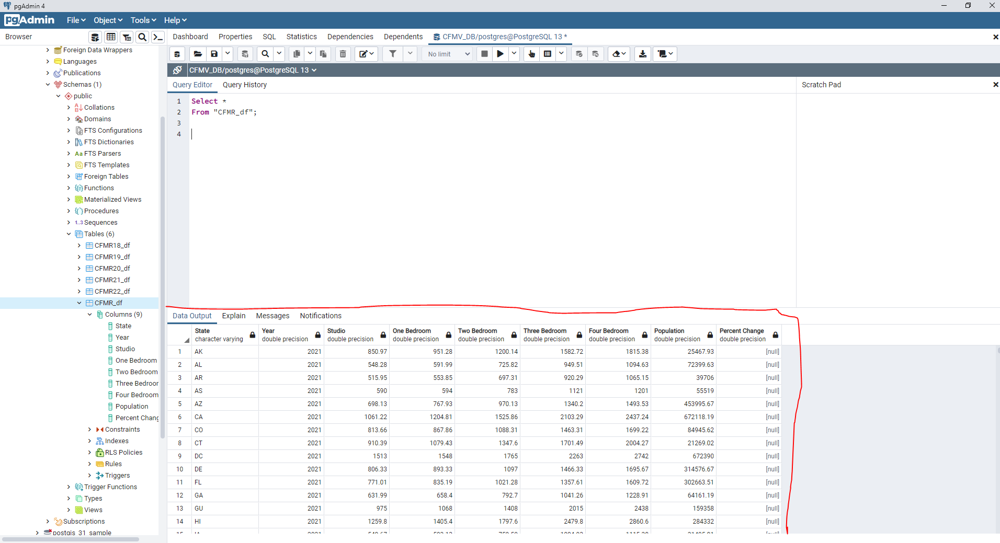 pgAdmin 4
pgAdmin File Object Tools Help
Browser
Dashboard Properties SQL Statistics Dependencies Dependents CFMV_DB/postgres@PostgreSQL 13 *
No limit
CFMV_DB/postgres@PostgreSQL 13
Query Editor Query History
Scratch Pad
1 Select *
2 From "CFMR_df";
3
4
Foreign Data Wrappers
Languages
Publications
Schemas (1)
public
Collations
Domains
FTS Configurations
FTS Dictionaries
FTS Parsers
FTS Templates
Foreign Tables
Functions
Materialized Views
Procedures
1..3 Sequences
Tables (6)
CFMR18_df
CFMR19_df
CFMR20_df
CFMR21_df
CFMR22_df
CFMR_df
Columns (9)
State
Year
Studio
One Bedroom
Two Bedroom
Three Bedroor
Four Bedroom
Population
Percent Chang
Constraints
Indexes
RLS Policies
Rules
Triggers
Trigger Functions
Types
Views
Subscriptions
postgis_31_sample
Data Output Explain Messages Notifications
State Year Studio One Bedroom Two Bedroom Three Bedroom Four Bedroom Population Percent Change
character varying double precision double precision double precision double precision double precision double precision double precision double precision
1 AK 2021 850.97 951.28 1200.14 1582.72 1815.38 25467.93 [null]
2 AL 2021 548.28 591.99 725.82 949.51 1094.63 72399.63 [null]
3 AR 2021 515.95 553.85 697.31 920.29 1065.15 39706 [null]
4 AS 2021 590 594 783 1121 1201 55519 [null]
5 AZ 2021 698.13 767.93 970.13 1340.2 1493.53 453995.67 [null]
6 CA 2021 1061.22 1204.81 1525.86 2103.29 2437.24 672118.19 [null]
7 CO 2021 813.66 867.86 1088.31 1463.31 1699.22 84945.62 [null]
8 CT 2021 910.39 1079.43 1347.6 1701.49 2004.27 21269.02 [null]
9 DC 2021 1513 1548 1765 2263 2742 672390 [null]
10 DE 2021 806.33 893.33 1097 1466.33 1695.67 314576.67 [null]
11 FL 2021 771.01 835.19 1021.28 1357.61 1609.72 302663.51 [null]
12 GA 2021 631.99 658.4 792.7 1041.26 1228.91 64161.19 [null]
13 GU 2021 975 1068 1408 2015 2438 159358 [null]
14 HI 2021 1259.8 1405.4 1797.6 2479.8 2860.6 284332 [null]